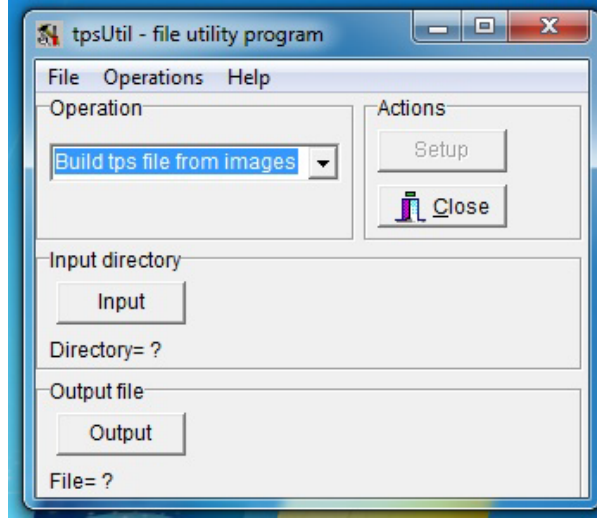 tpsUtil - file utility program
File Operations Help
Operation
Build tps file from images
Actions
Setup
Close
Input directory
Input
Directory= ?
Output file
Output
File= ?